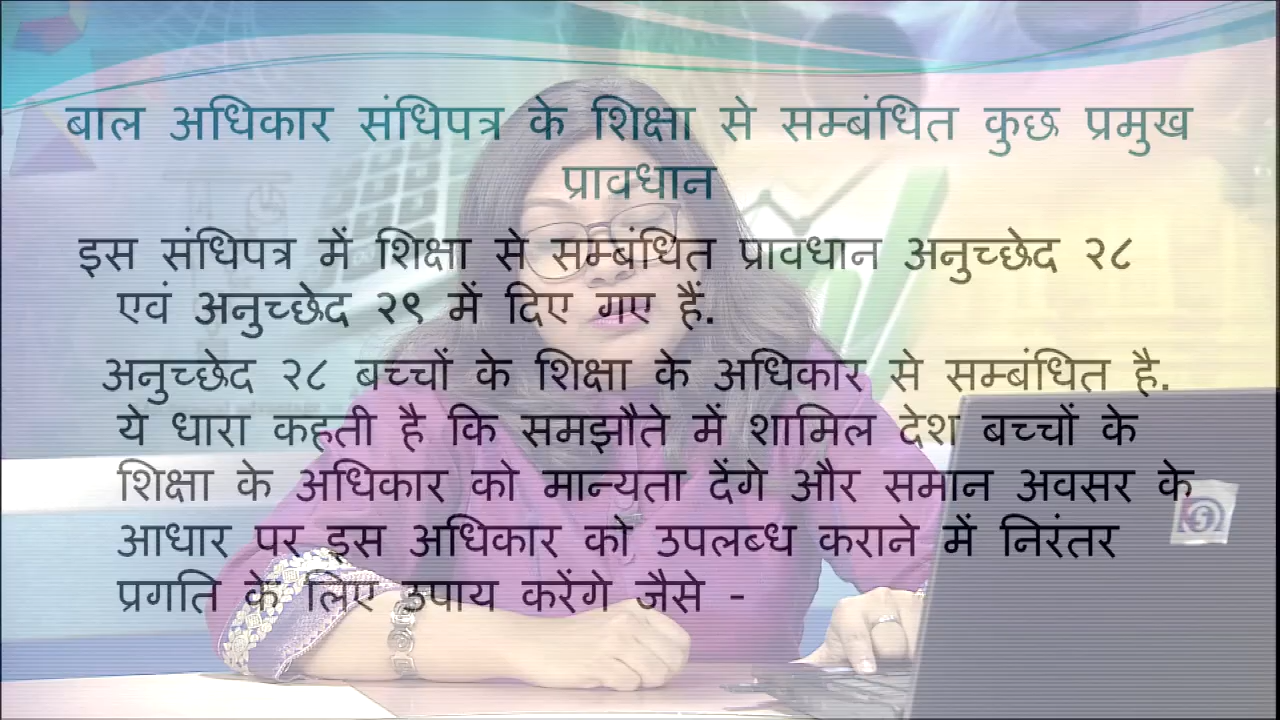 बाल अधिकार संधिपत्र के शिक्षा से सम्बंधित कुछ प्रमुख
प्रावधान
इस संधिपत्र में शिक्षा से सम्बंधित प्रावधान अनुच्छेद २८
एवं अनुच्छेद २९ में दिए गए हैं.
अनुच्छेद २८ बच्चों के शिक्षा के अधिकार से सम्बंधित है.
ये धारा कहती है कि समझौते में शामिल देश बच्चों के
शिक्षा के अधिकार को मान्यता देंगे और समान अवसर के
आधार पर इस अधिकार को उपलब्ध कराने में निरंतर
प्रगति के लिए उपाय करेंगे जैसे -